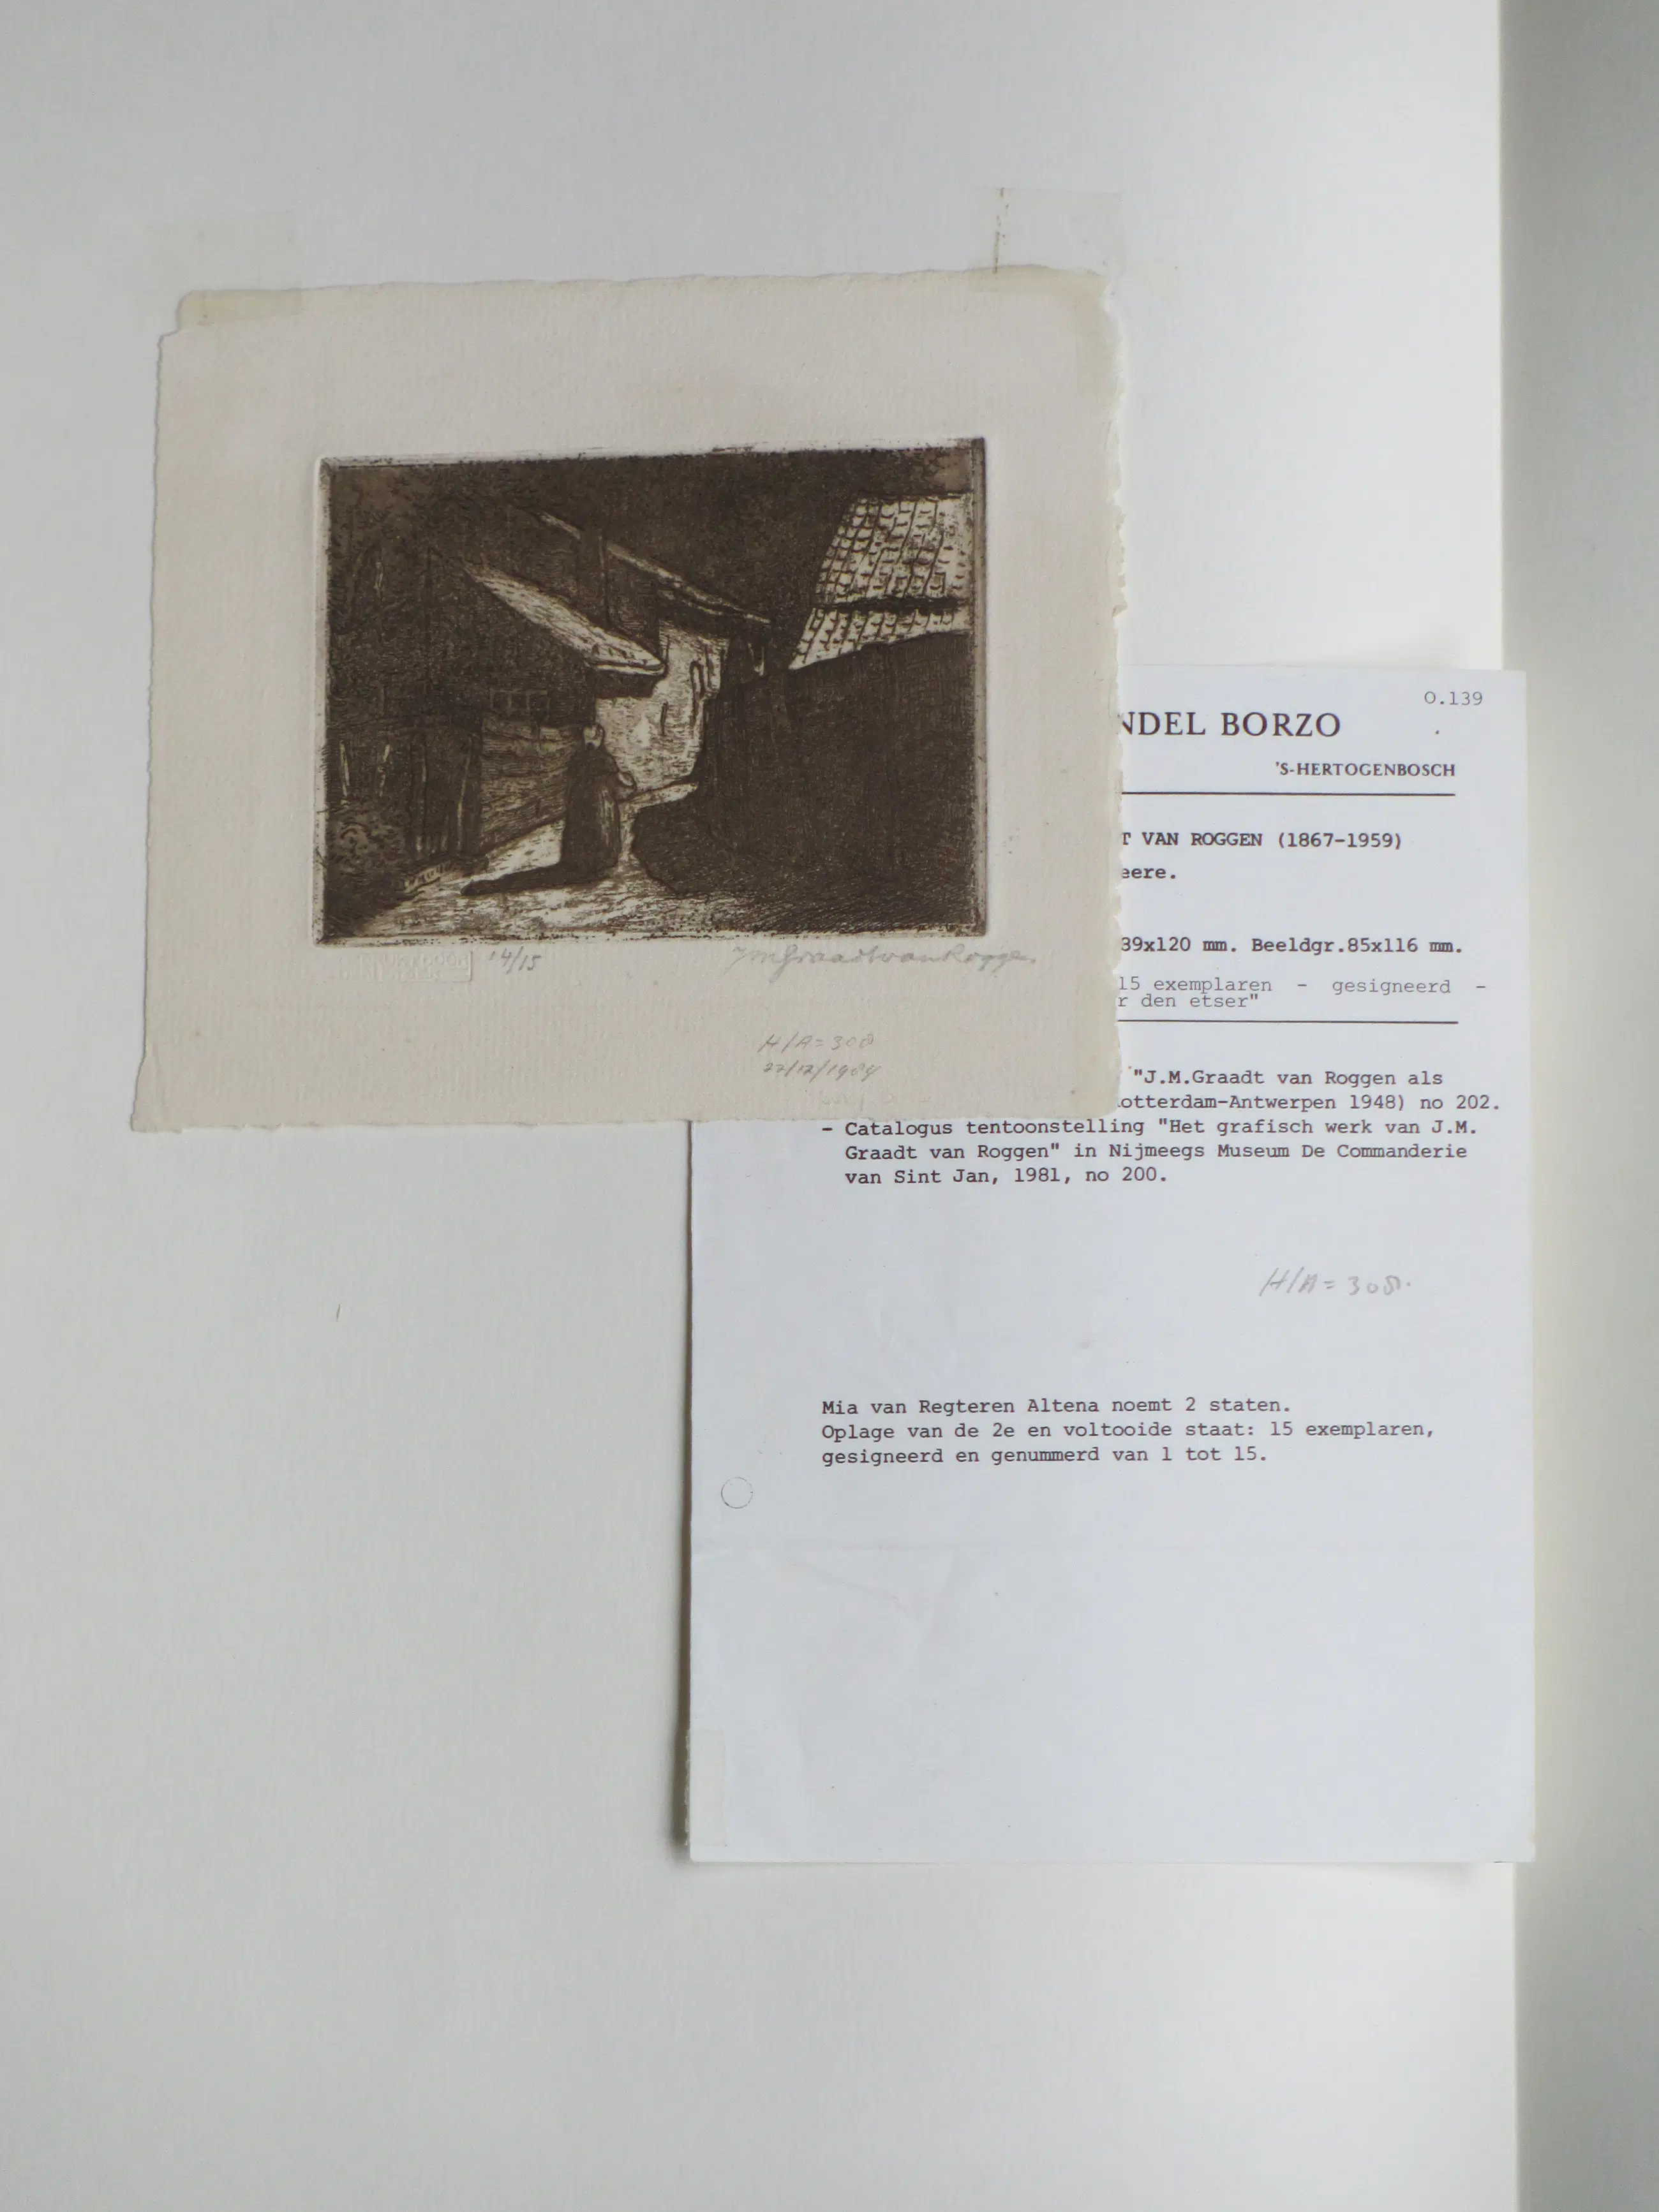 14/15
JMGraadtvanRoggen
H/A=308
27/12/1984
O.139
NDEL BORZO
'S-HERTOGENBOSCH
T VAN ROGGEN (1867-1959)
eere.
39x120 mm. Beeldgr.85x116 mm.
15 exemplaren - gesigneerd -
r den etser"
"J.M.Graadt van Roggen als
otterdam-Antwerpen 1948) no 202.
- Catalogus tentoonstelling "Het grafisch werk van J.M.
Graadt van Roggen" in Nijmeegs Museum De Commanderie
van Sint Jan, 1981, no 200.
H/A=308.
Mia van Regteren Altena noemt 2 staten.
Oplage van de 2e en voltooide staat: 15 exemplaren,
gesigneerd en genummerd van 1 tot 15.